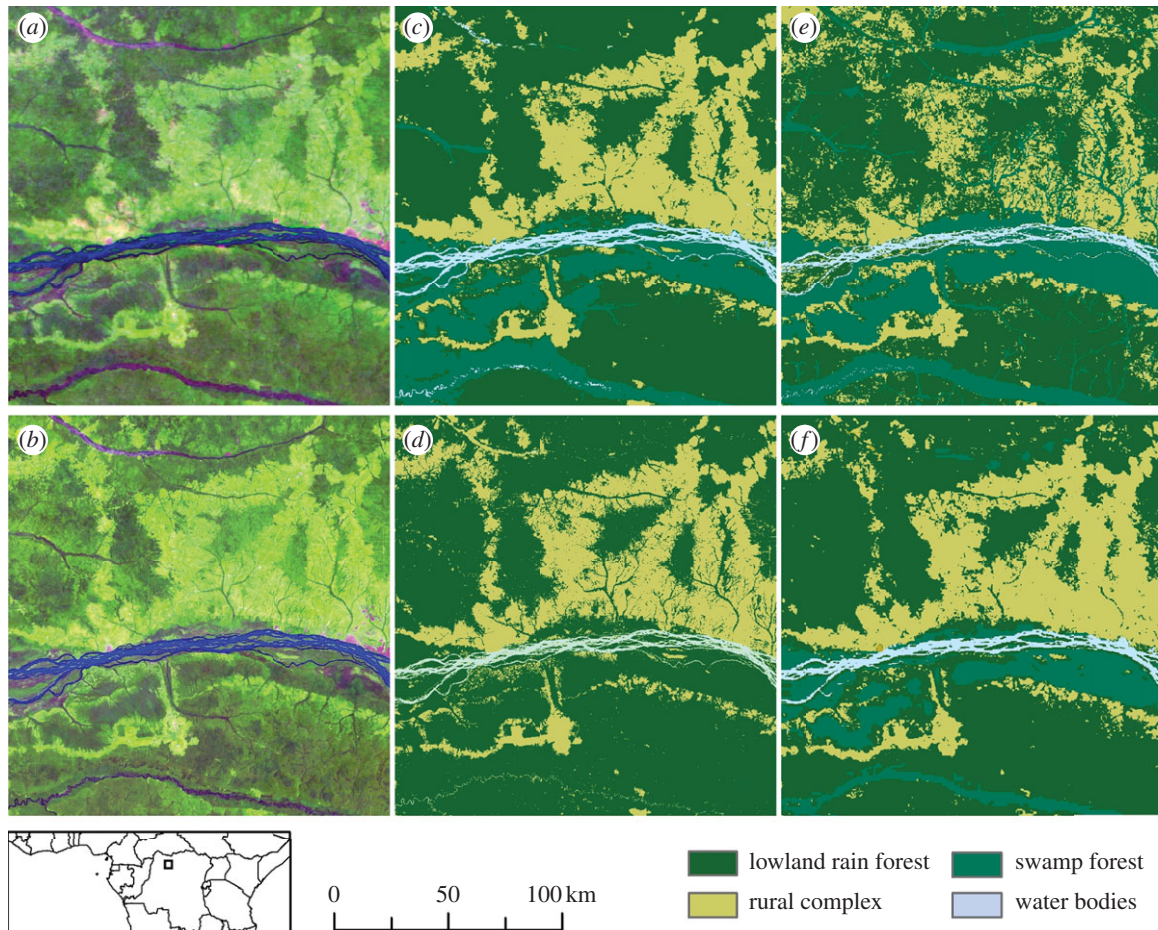 (a)
(c)
(e)
(b)
(d)
(f)
0 50 100 km
lowland rain forest
swamp forest
rural complex
water bodies